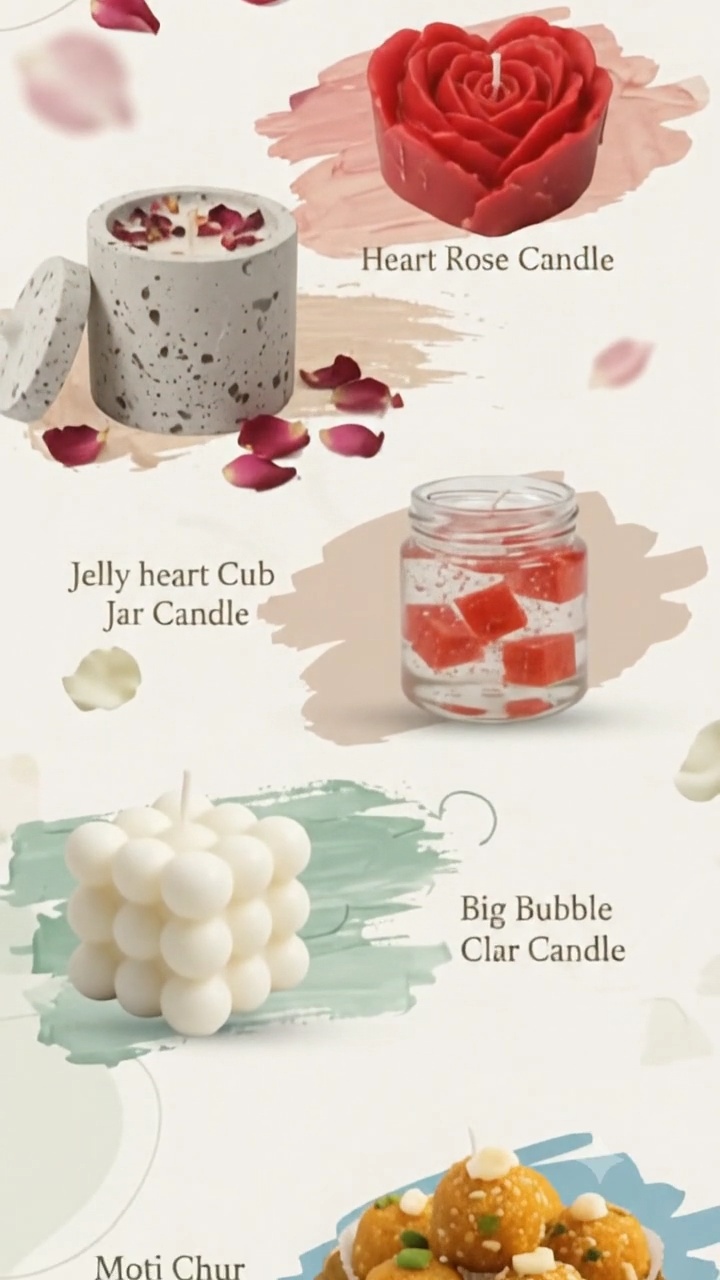 Heart Rose Candle
Jelly heart Cub
Jar Candle
Big Bubble
Clar Candle
Moti Chur